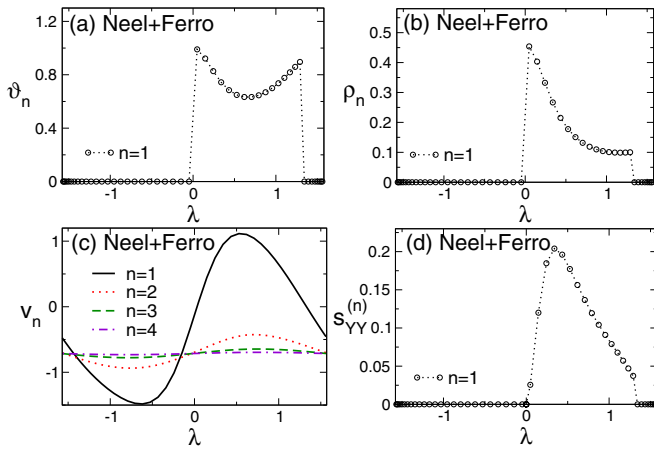 (a) Neel+Ferro
1.2
0.8
0.4
0
ϑn
n=1
-1
0
1
λ
(b) Neel+Ferro
0.5
0.4
0.3
0.2
0.1
0
ρn
n=1
-1
0
1
λ
(c) Neel+Ferro
1
0
-1
vn
n=1
n=2
n=3
n=4
-1
0
1
λ
(d) Neel+Ferro
0.2
0.15
0.1
0.05
0
sYY(n)
n=1
-1
0
1
λ